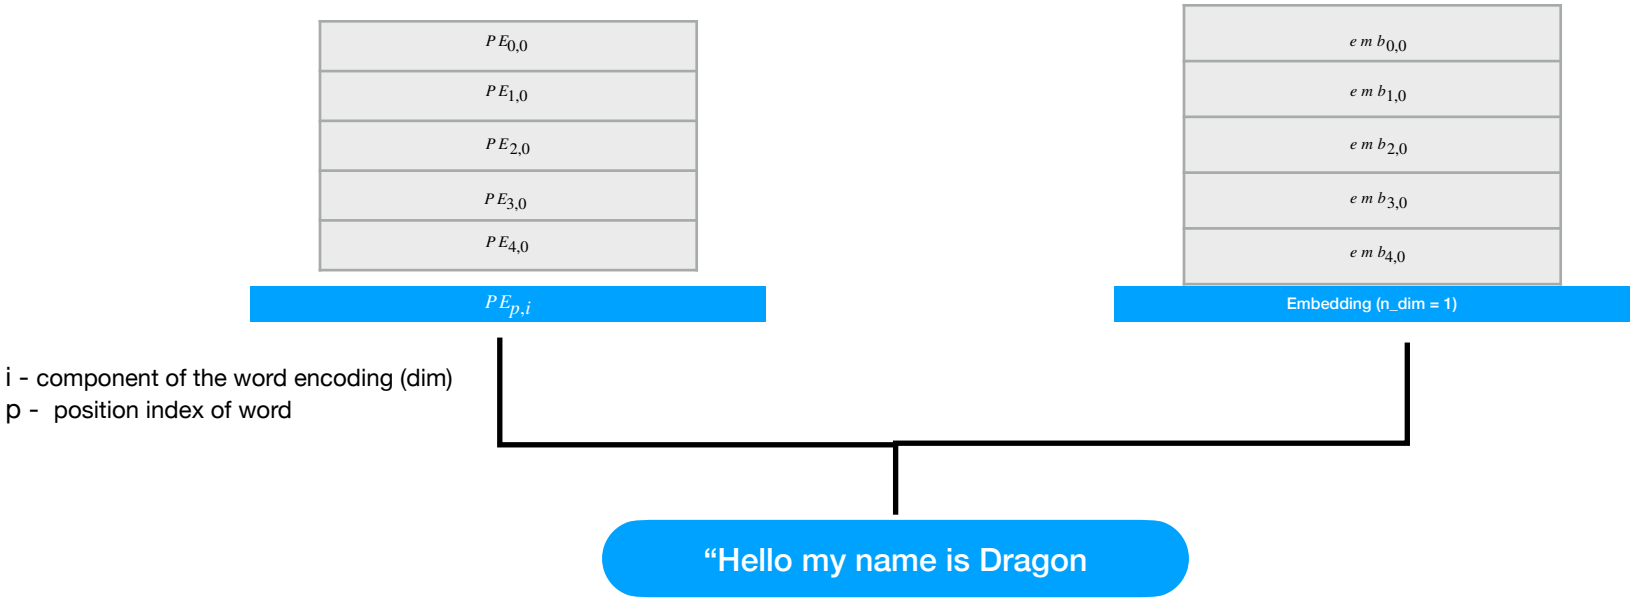 PE0,0
PE1,0
PE2,0
PE3,0
PE4,0
PEp,i
emb0,0
emb1,0
emb2,0
emb3,0
emb4,0
Embedding (n_dim = 1)
i - component of the word encoding (dim)
p - position index of word
“Hello my name is Dragon